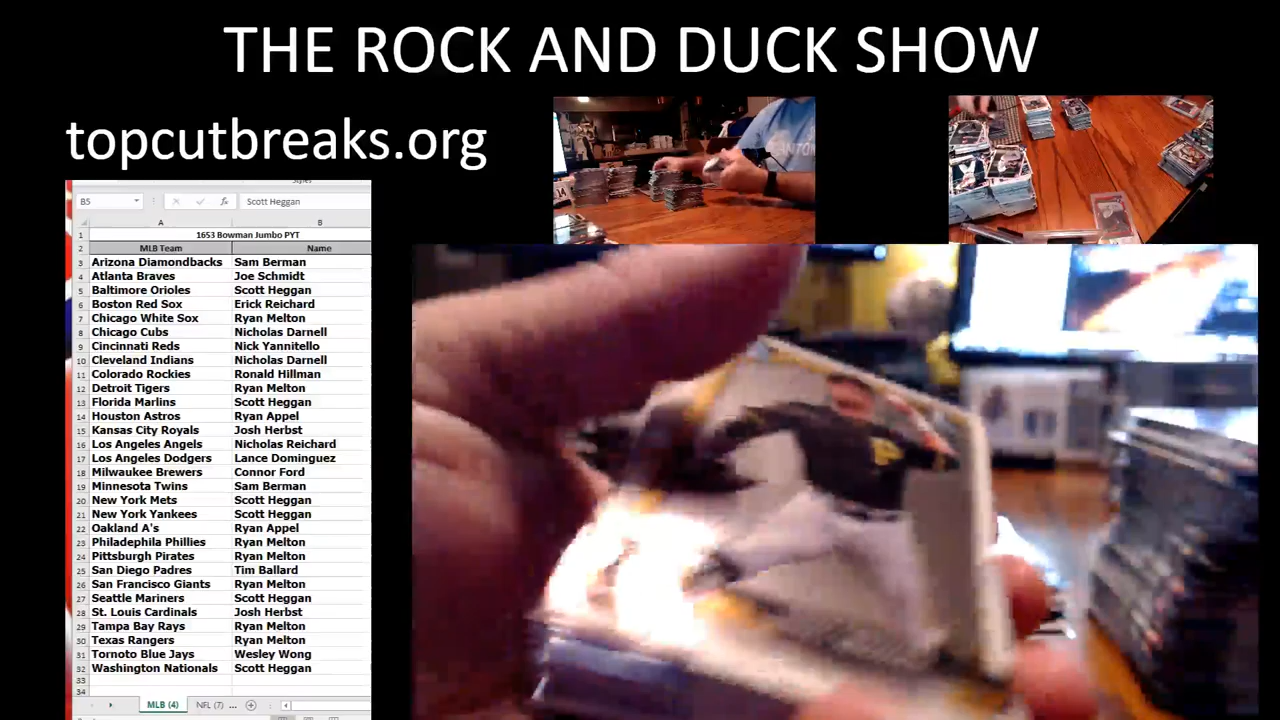 THE ROCK AND DUCK SHOW
topcutbreaks.org
B5 Scott Heggan
A B
1 1653 Bowman Jumbo PYT
2 MLB Team Name
3 Arizona Diamondbacks Sam Berman
4 Atlanta Braves Joe Schmidt
5 Baltimore Orioles Scott Heggan
6 Boston Red Sox Erick Reichard
7 Chicago White Sox Ryan Melton
8 Chicago Cubs Nicholas Darnell
9 Cincinnati Reds Nick Yannitello
10 Cleveland Indians Nicholas Darnell
11 Colorado Rockies Ronald Hillman
12 Detroit Tigers Ryan Melton
13 Florida Marlins Scott Heggan
14 Houston Astros Ryan Appel
15 Kansas City Royals Josh Herbst
16 Los Angeles Angels Nicholas Reichard
17 Los Angeles Dodgers Lance Dominguez
18 Milwaukee Brewers Connor Ford
19 Minnesota Twins Sam Berman
20 New York Mets Scott Heggan
21 New York Yankees Scott Heggan
22 Oakland A's Ryan Appel
23 Philadephila Phillies Ryan Melton
24 Pittsburgh Pirates Ryan Melton
25 San Diego Padres Tim Ballard
26 San Francisco Giants Ryan Melton
27 Seattle Mariners Scott Heggan
28 St. Louis Cardinals Josh Herbst
29 Tampa Bay Rays Ryan Melton
30 Texas Rangers Ryan Melton
31 Tornoto Blue Jays Wesley Wong
32 Washington Nationals Scott Heggan
33
34
MLB (4) NFL (7) ...